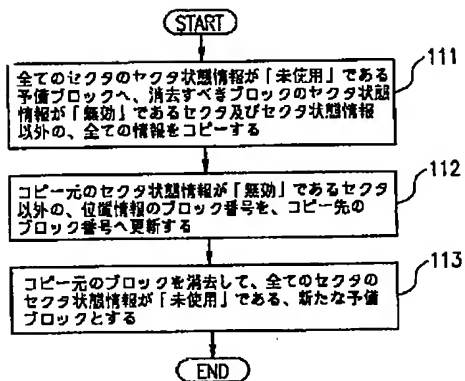 START
全てのセクタのセクタ状態情報が「未使用」である
予備ブロックへ、消去すべきブロックのセクタ状態
情報が「無効」であるセクタ及びセクタ状態情報
以外の、全ての情報をコピーする
111
コピー元のセクタ状態情報が「無効」であるセクタ
以外の、位置情報のブロック番号を、コピー先の
ブロック番号へ更新する
112
コピー元のブロックを消去して、全てのセクタの
セクタ状態情報が「未使用」である、新たな予備
ブロックとする
113
END